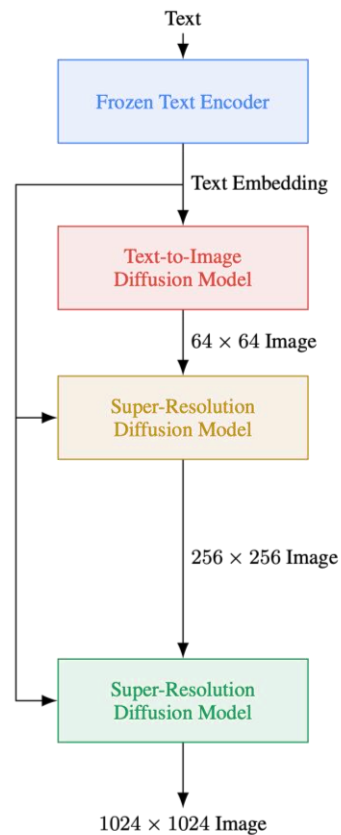 Text
Frozen Text Encoder
Text Embedding
Text-to-Image
Diffusion Model
64 × 64 Image
Super-Resolution
Diffusion Model
256 × 256 Image
Super-Resolution
Diffusion Model
1024 × 1024 Image